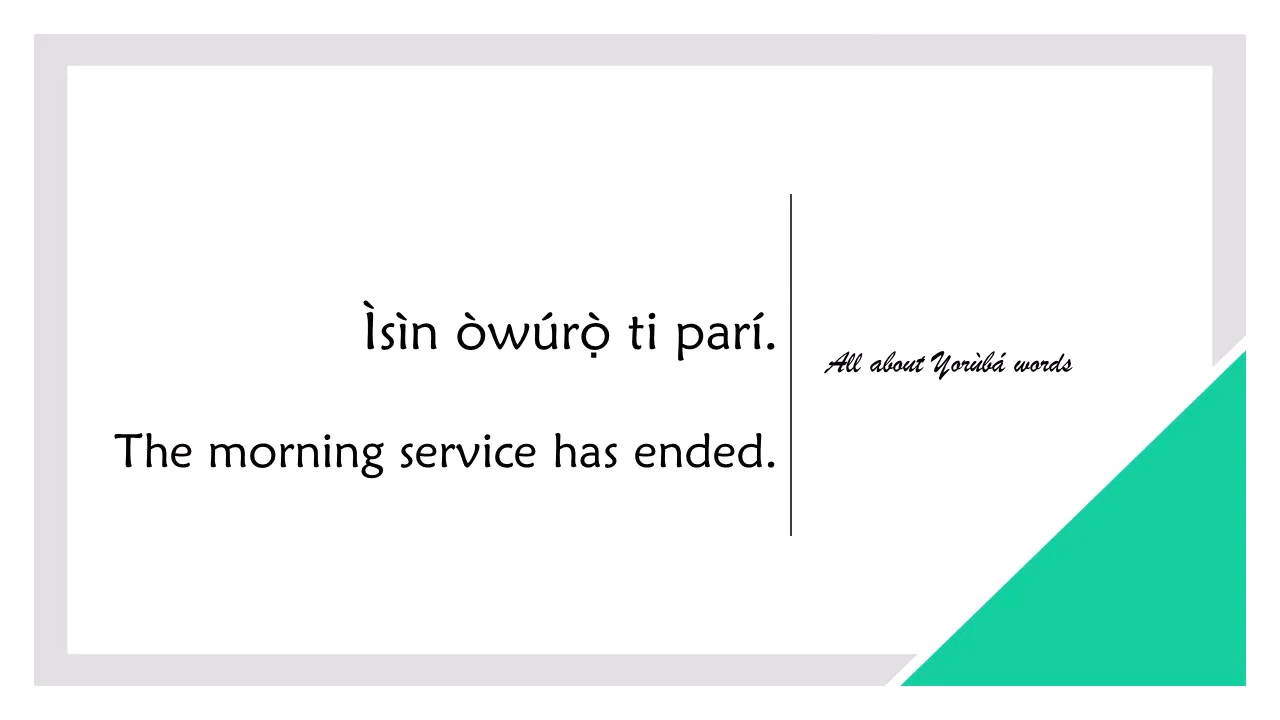 Ìsìn òwúrọ̀ ti parí.
The morning service has ended.
All about Yorùbá words